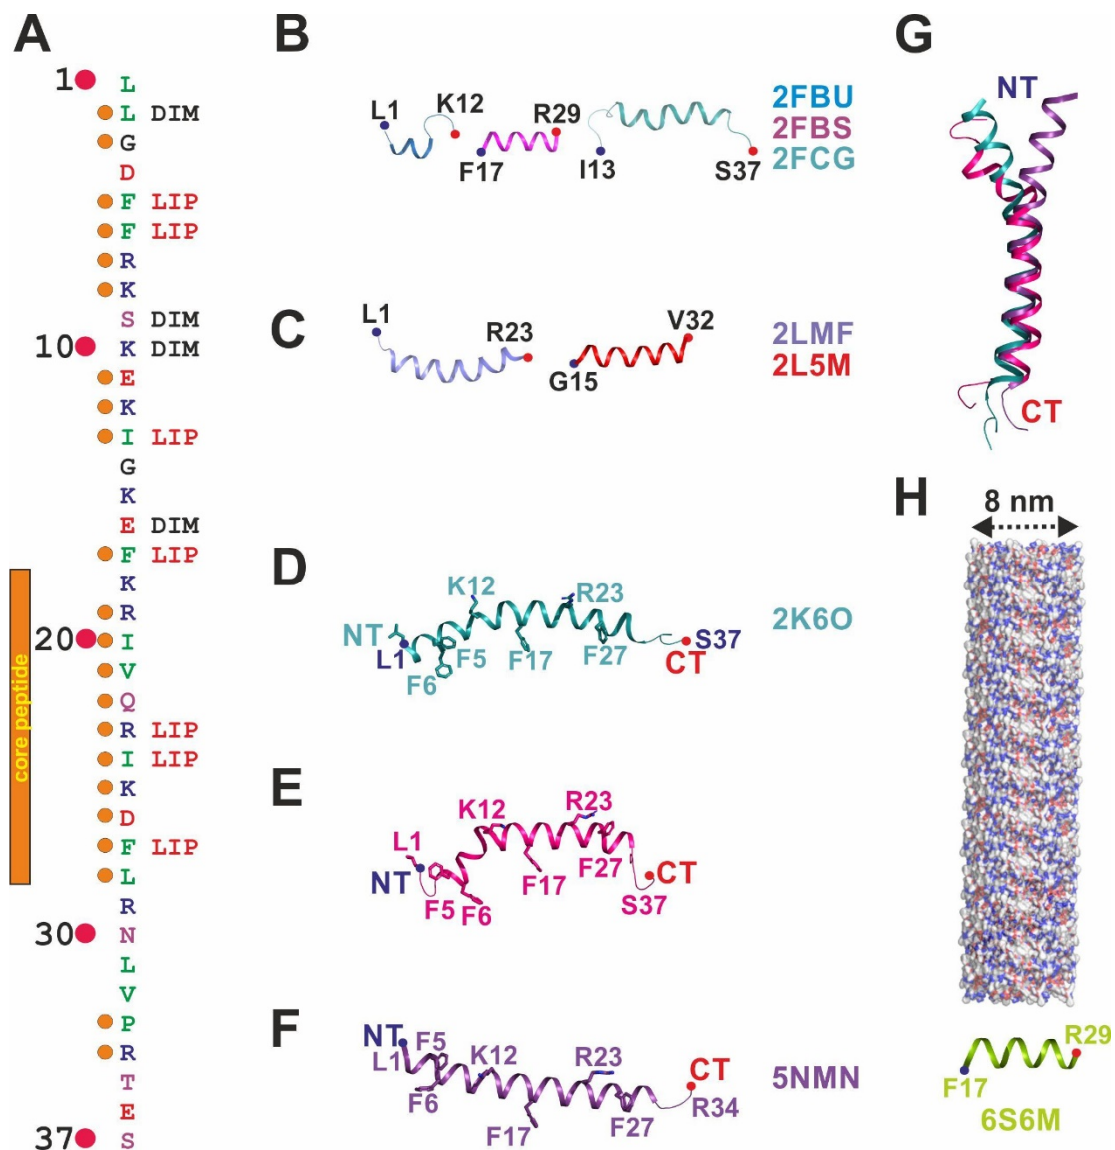 A
1 L
L DIM
G
D
F LIP
F LIP
R
K
S DIM
10 K DIM
E
K
I LIP
G
K
E DIM
F LIP
K
R
20 I
V
Q
R LIP
I LIP
K
D
F LIP
L
R
30 N
L
V
P
R
T
E
37 S
core peptide
B
L1 K12 R29
F17 I13 S37
2FBU
2FBS
2FCG
C
L1 R23 V32
G15
2LMF
2L5M
D
K12 R23
NT S37
L1 F5 F17 F27 CT
F6
2K6O
E
K12 R23
L1
NT CT
F5 F6 F17 F27 S37
F
NT F5 K12 R23 CT
L1 F6 F17 F27 R34
5NMN
G
NT
CT
H
8 nm
R29
F17
6S6M